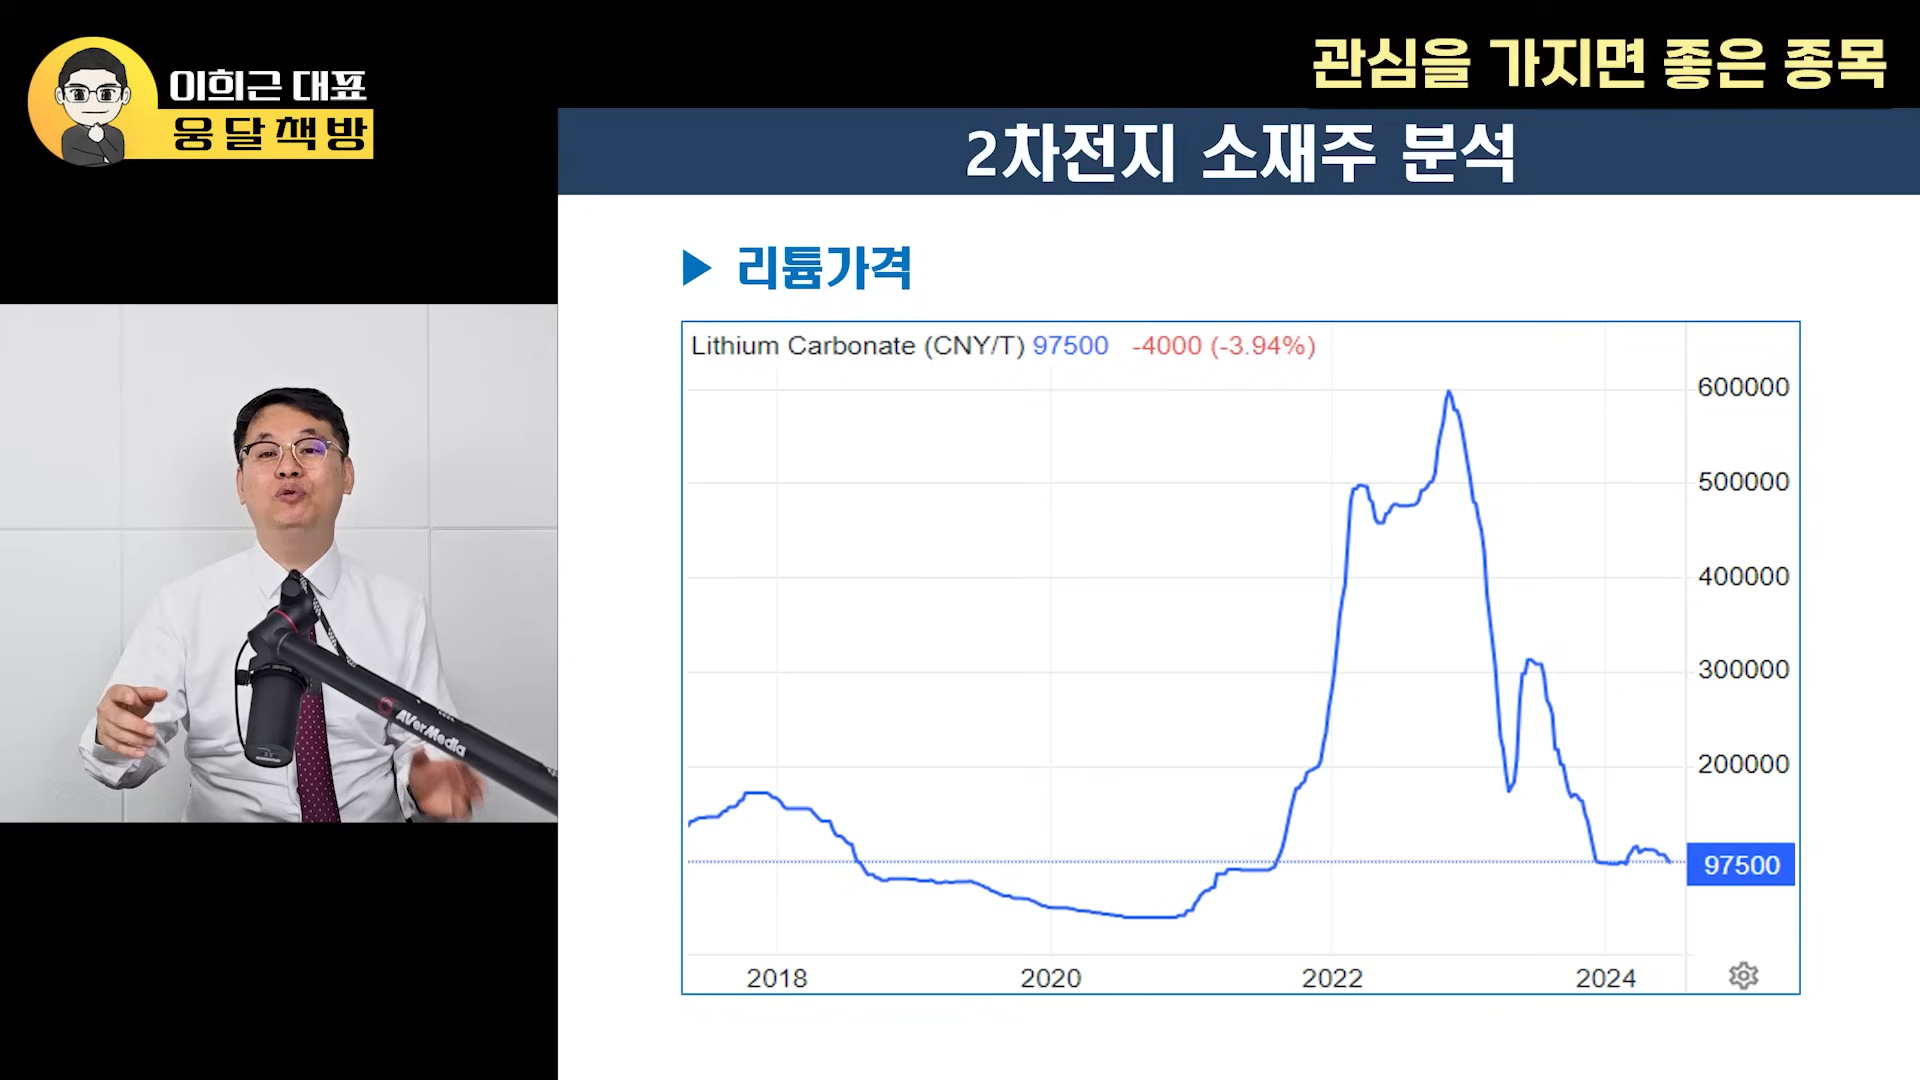 이희근 대표
웅달책방
관심을 가지면 좋은 종목
2차전지 소재주 분석
▶ 리튬가격
Lithium Carbonate (CNY/T) 97500 -4000 (-3.94%)
600000
500000
400000
300000
200000
97500
2018 2020 2022 2024
AVerMedia